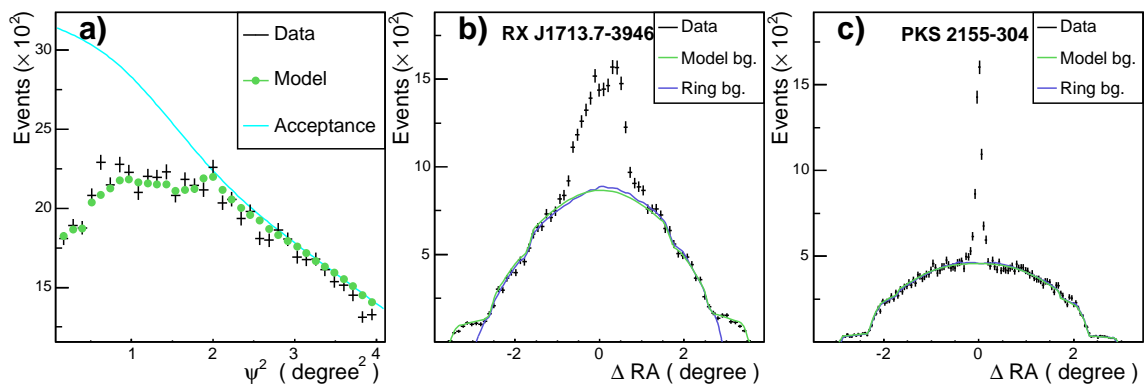 a)
Data
Model
Acceptance
Events (× 10²)
30
25
20
15
1 2 3 4
ψ² ( degree² )
b) RX J1713.7-3946
Data
Model bg.
Ring bg.
Events (× 10²)
15
10
5
-2 0 2
Δ RA ( degree )
c) PKS 2155-304
Data
Model bg.
Ring bg.
Events (× 10²)
15
10
5
-2 0 2
Δ RA ( degree )